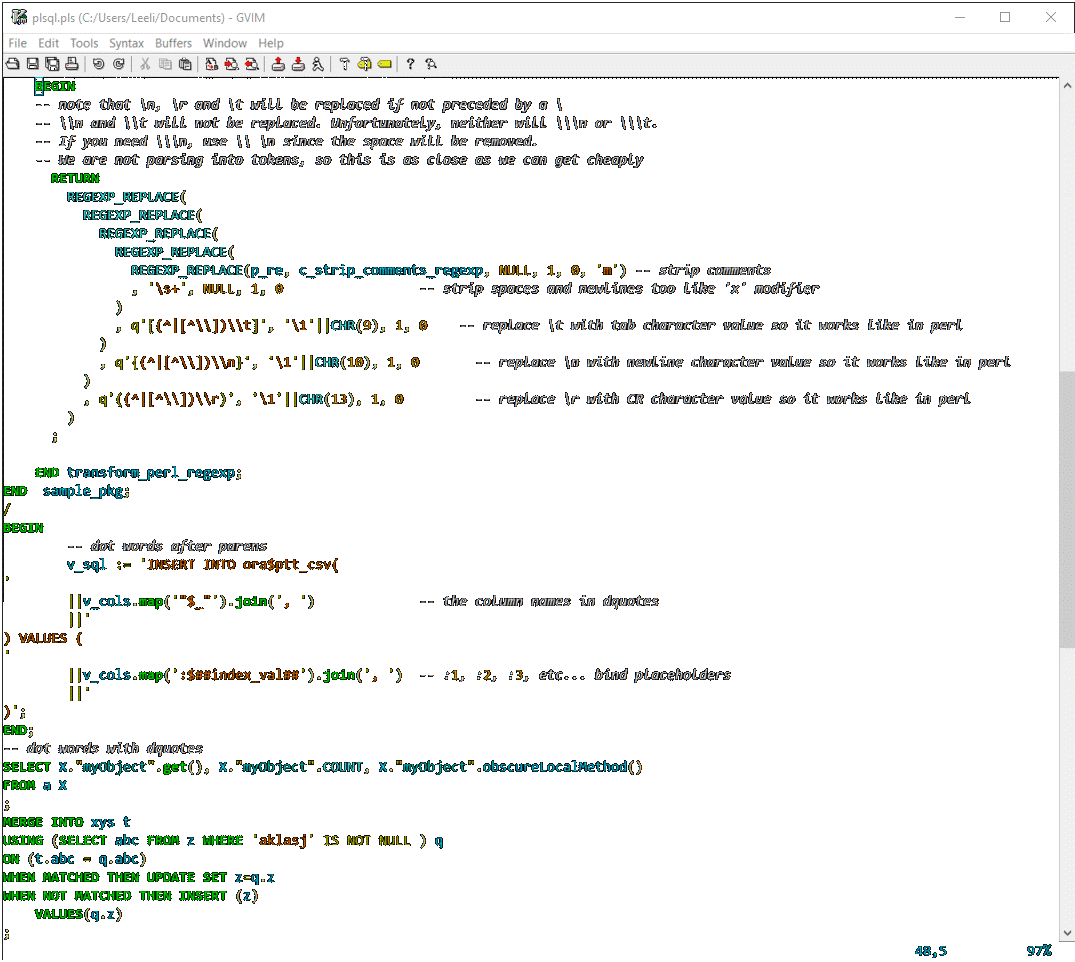 plsql.pls (C:/Users/Leeli/Documents) - GVIM
File Edit Tools Syntax Buffers Window Help
BEGIN
-- note that \n, \r and \t will be replaced if not preceded by a \
-- \\n and \\t will not be replaced. Unfortunately, neither will \\\n or \\\t.
-- If you need \\\n, use \\ \n since the space will be removed.
-- We are not parsing into tokens, so this is as close as we can get cheaply
RETURN
REGEXP_REPLACE(
REGEXP_REPLACE(
REGEXP_REPLACE(
REGEXP_REPLACE(
REGEXP_REPLACE(p_re, c_strip_comments_regexp, NULL, 1, 0, 'm') -- strip comments
, '\s+', NULL, 1, 0 -- strip spaces and newlines too like 'x' modifier
)
, q'[(^|[^\\])\\t]', '\1'||CHR(9), 1, 0 -- replace \t with tab character value so it works like in perl
)
, q'{(^|[^\\])\\n}', '\1'||CHR(10), 1, 0 -- replace \n with newline character value so it works like in perl
)
, q'((^|[^\\])\\r)', '\1'||CHR(13), 1, 0 -- replace \r with CR character value so it works like in perl
)
;
END transform_perl_regexp;
END sample_pkg;
/
BEGIN
-- dot words after parens
v_sql := 'INSERT INTO ora$ptt_csv(
'
||v_cols.map('"$_"').join(', ') -- the column names in dquotes
||'
) VALUES (
'
||v_cols.map(':$##index_val##').join(', ') -- :1, :2, :3, etc... bind placeholders
||'
)';
END;
-- dot words with dquotes
SELECT X."myObject".get(), X."myObject".COUNT, X."myObject".obscureLocalMethod()
FROM a X
;
MERGE INTO xys t
USING (SELECT abc FROM z WHERE 'aklasj' IS NOT NULL ) q
ON (t.abc = q.abc)
WHEN MATCHED THEN UPDATE SET z=q.z
WHEN NOT MATCHED THEN INSERT (z)
VALUES(q.z)
;
48,5 97%